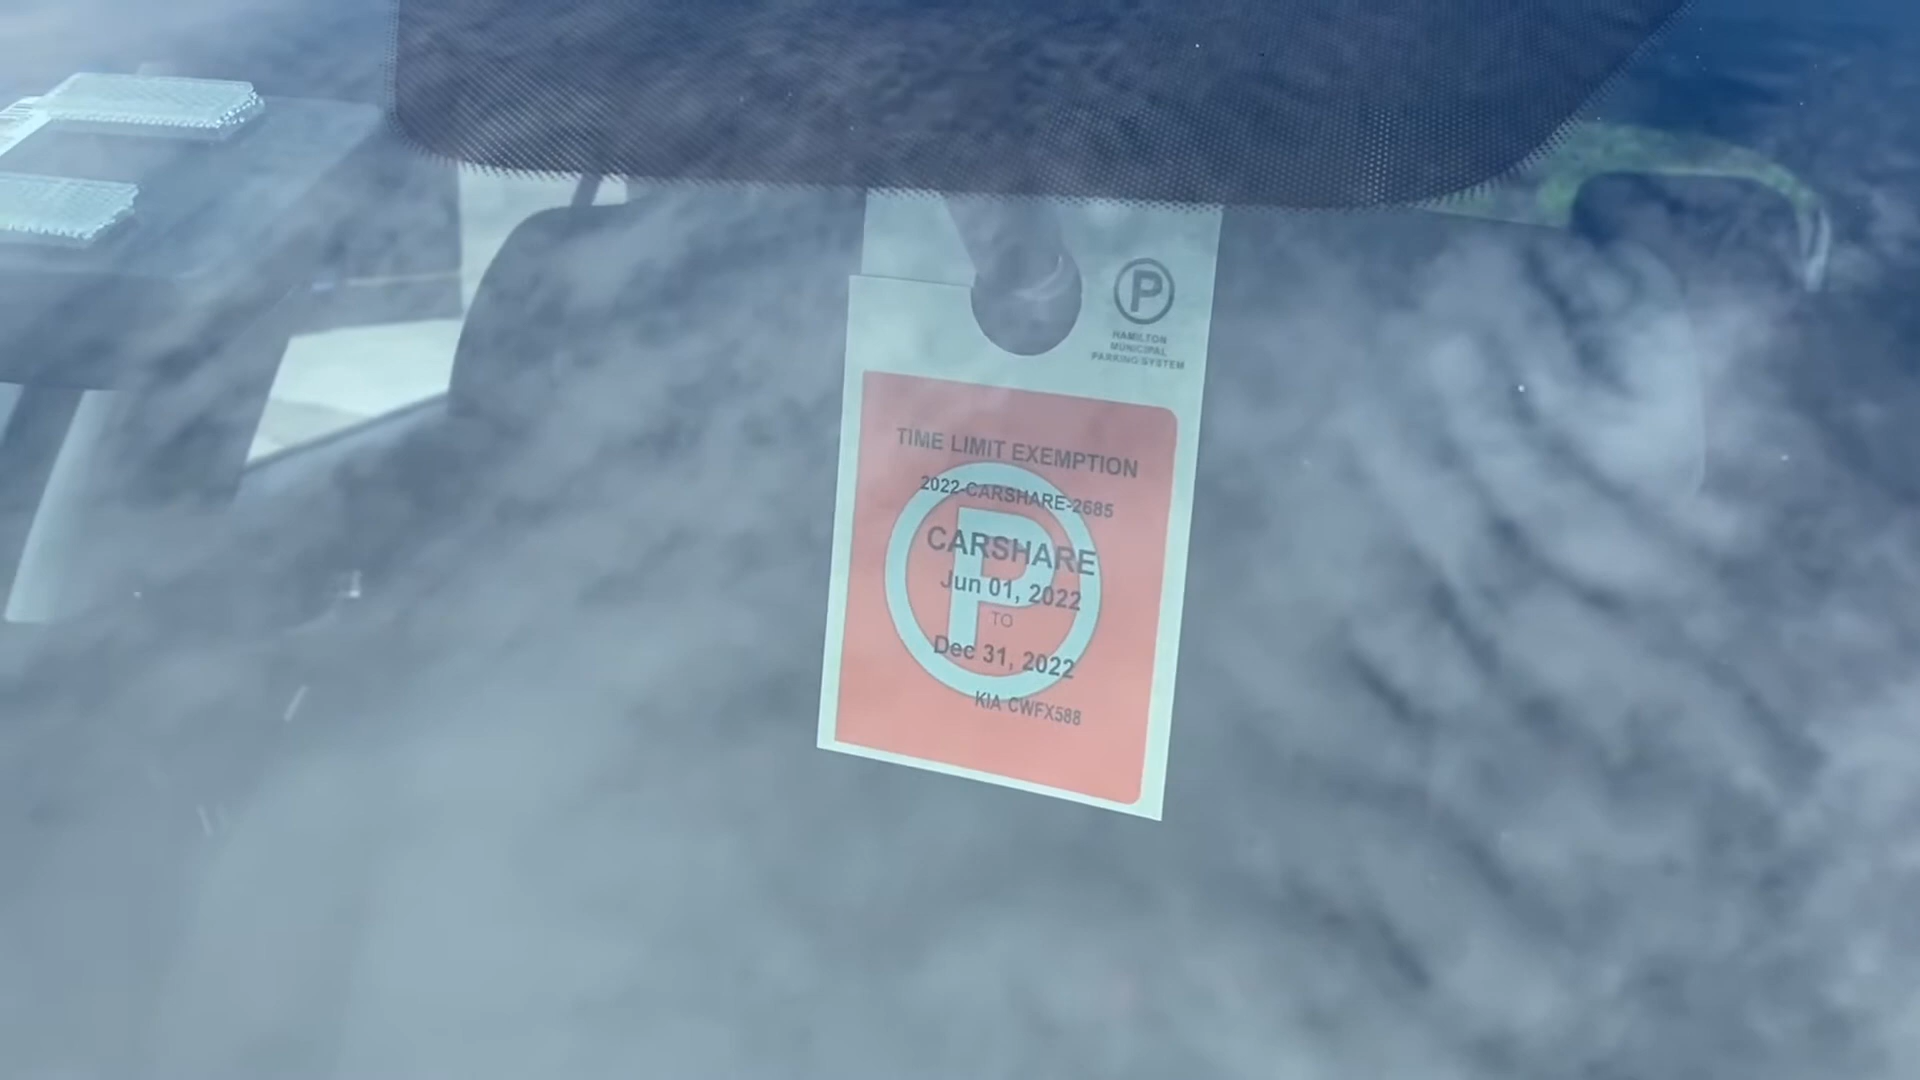 P
HAMILTON
MUNICIPAL
PARKING SYSTEM
TIME LIMIT EXEMPTION
2022-CARSHARE-2685
P
CARSHARE
Jun 01, 2022
TO
Dec 31, 2022
KIA CWFX588